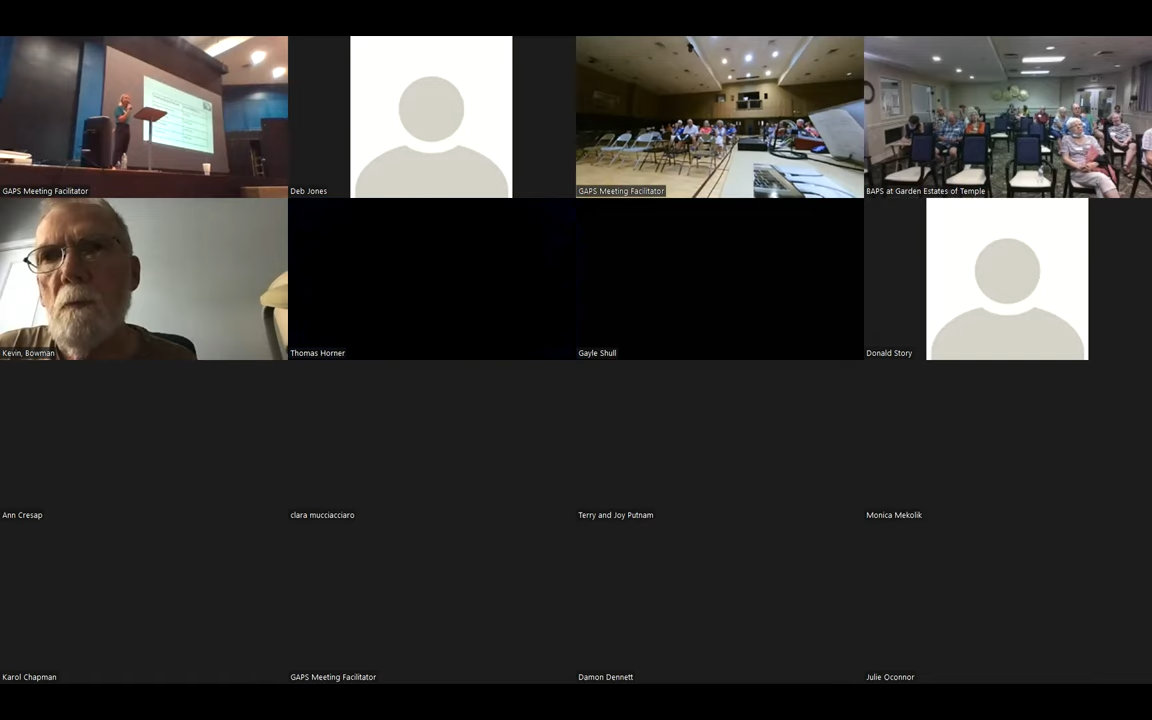 GAPS Meeting Facilitator
Deb Jones
GAPS Meeting Facilitator
BAPS at Garden Estates of Temple
Kevin, Bowman
Thomas Horner
Gayle Shull
Donald Story
Ann Cresap
clara mucciacciaro
Terry and Joy Putnam
Monica Mekolik
Karol Chapman
GAPS Meeting Facilitator
Damon Dennett
Julie Oconnor